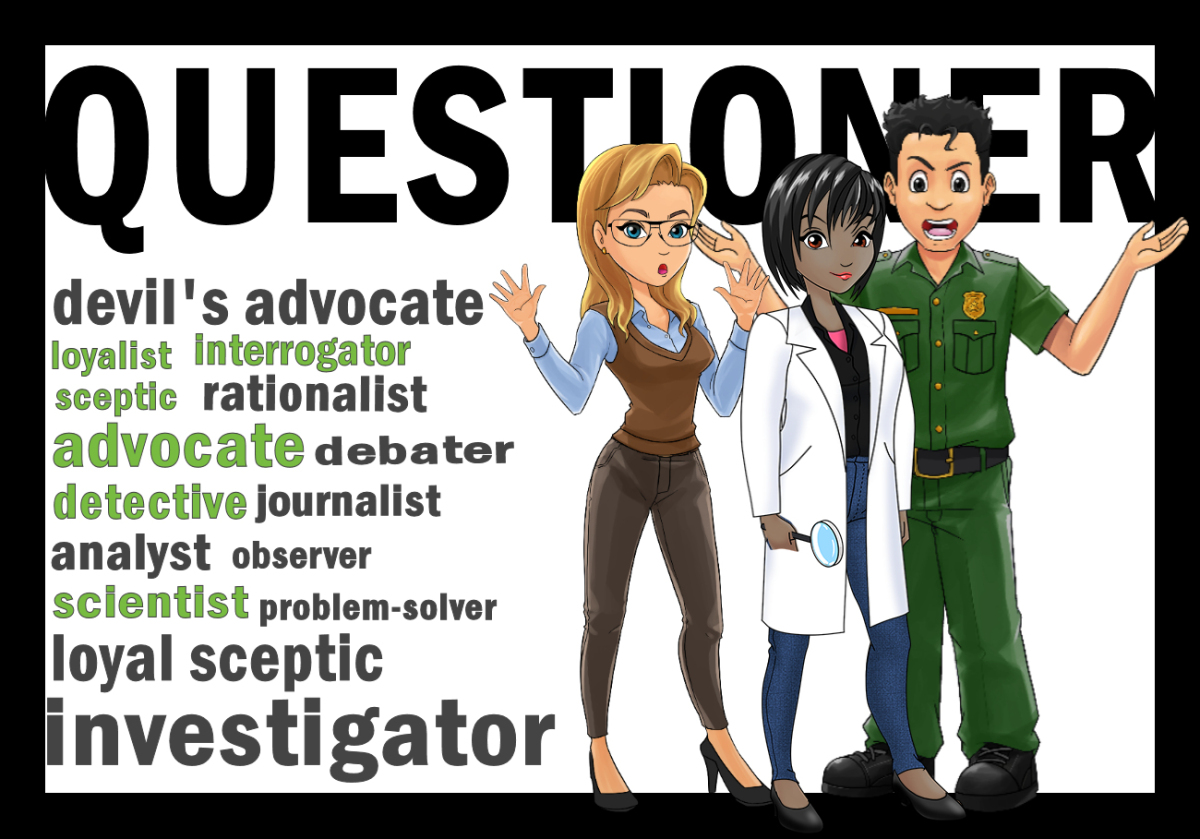 QUESTIONER
devil's advocate
loyalist interrogator
sceptic rationalist
advocate debater
detective journalist
analyst observer
scientist problem-solver
loyal sceptic
investigator